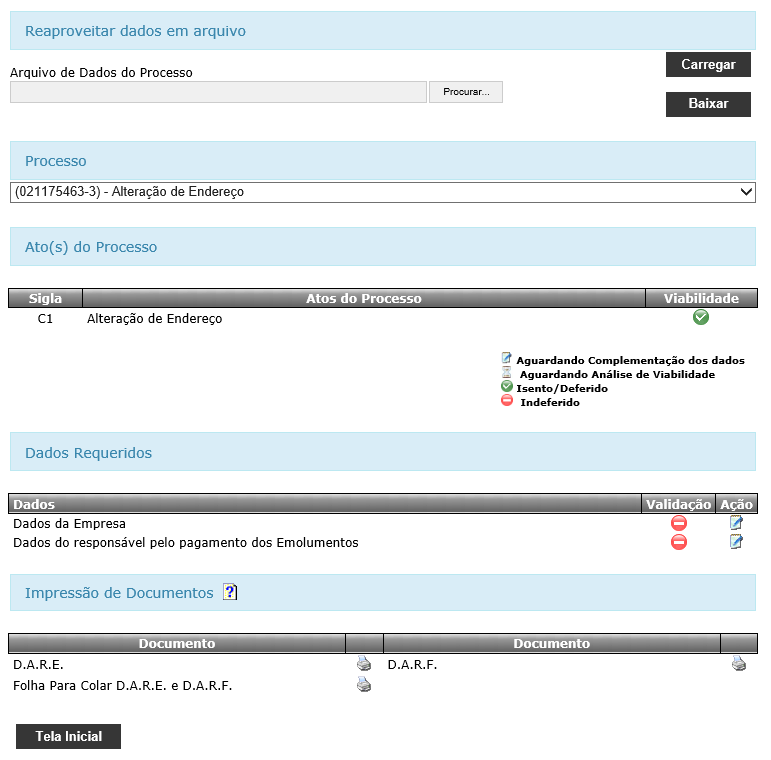 Reaproveitar dados em arquivo
Carregar
Arquivo de Dados do Processo
Procurar...
Baixar
Processo
(021175463-3) - Alteração de Endereço
Ato(s) do Processo
Sigla Atos do Processo Viabilidade
C1 Alteração de Endereço
Aguardando Complementação dos dados
Aguardando Análise de Viabilidade
Isento/Deferido
Indeferido
Dados Requeridos
Dados Validação Ação
Dados da Empresa
Dados do responsável pelo pagamento dos Emolumentos
Impressão de Documentos ?
Documento Documento
D.A.R.E. D.A.R.F.
Folha Para Colar D.A.R.E. e D.A.R.F.
Tela Inicial